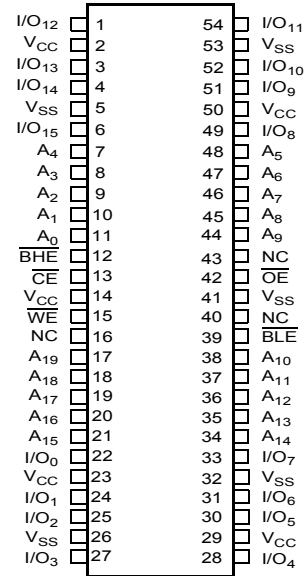 I/O12 1 54 I/O11
VCC 2 53 VSS
I/O13 3 52 I/O10
I/O14 4 51 I/O9
VSS 5 50 VCC
I/O15 6 49 I/O8
A4 7 48 A5
A3 8 47 A6
A2 9 46 A7
A1 10 45 A8
A0 11 44 A9
BHE 12 43 NC
CE 13 42 OE
VCC 14 41 VSS
WE 15 40 NC
NC 16 39 BLE
A19 17 38 A10
A18 18 37 A11
A17 19 36 A12
A16 20 35 A13
A15 21 34 A14
I/O0 22 33 I/O7
VCC 23 32 VSS
I/O1 24 31 I/O6
I/O2 25 30 I/O5
VSS 26 29 VCC
I/O3 27 28 I/O4